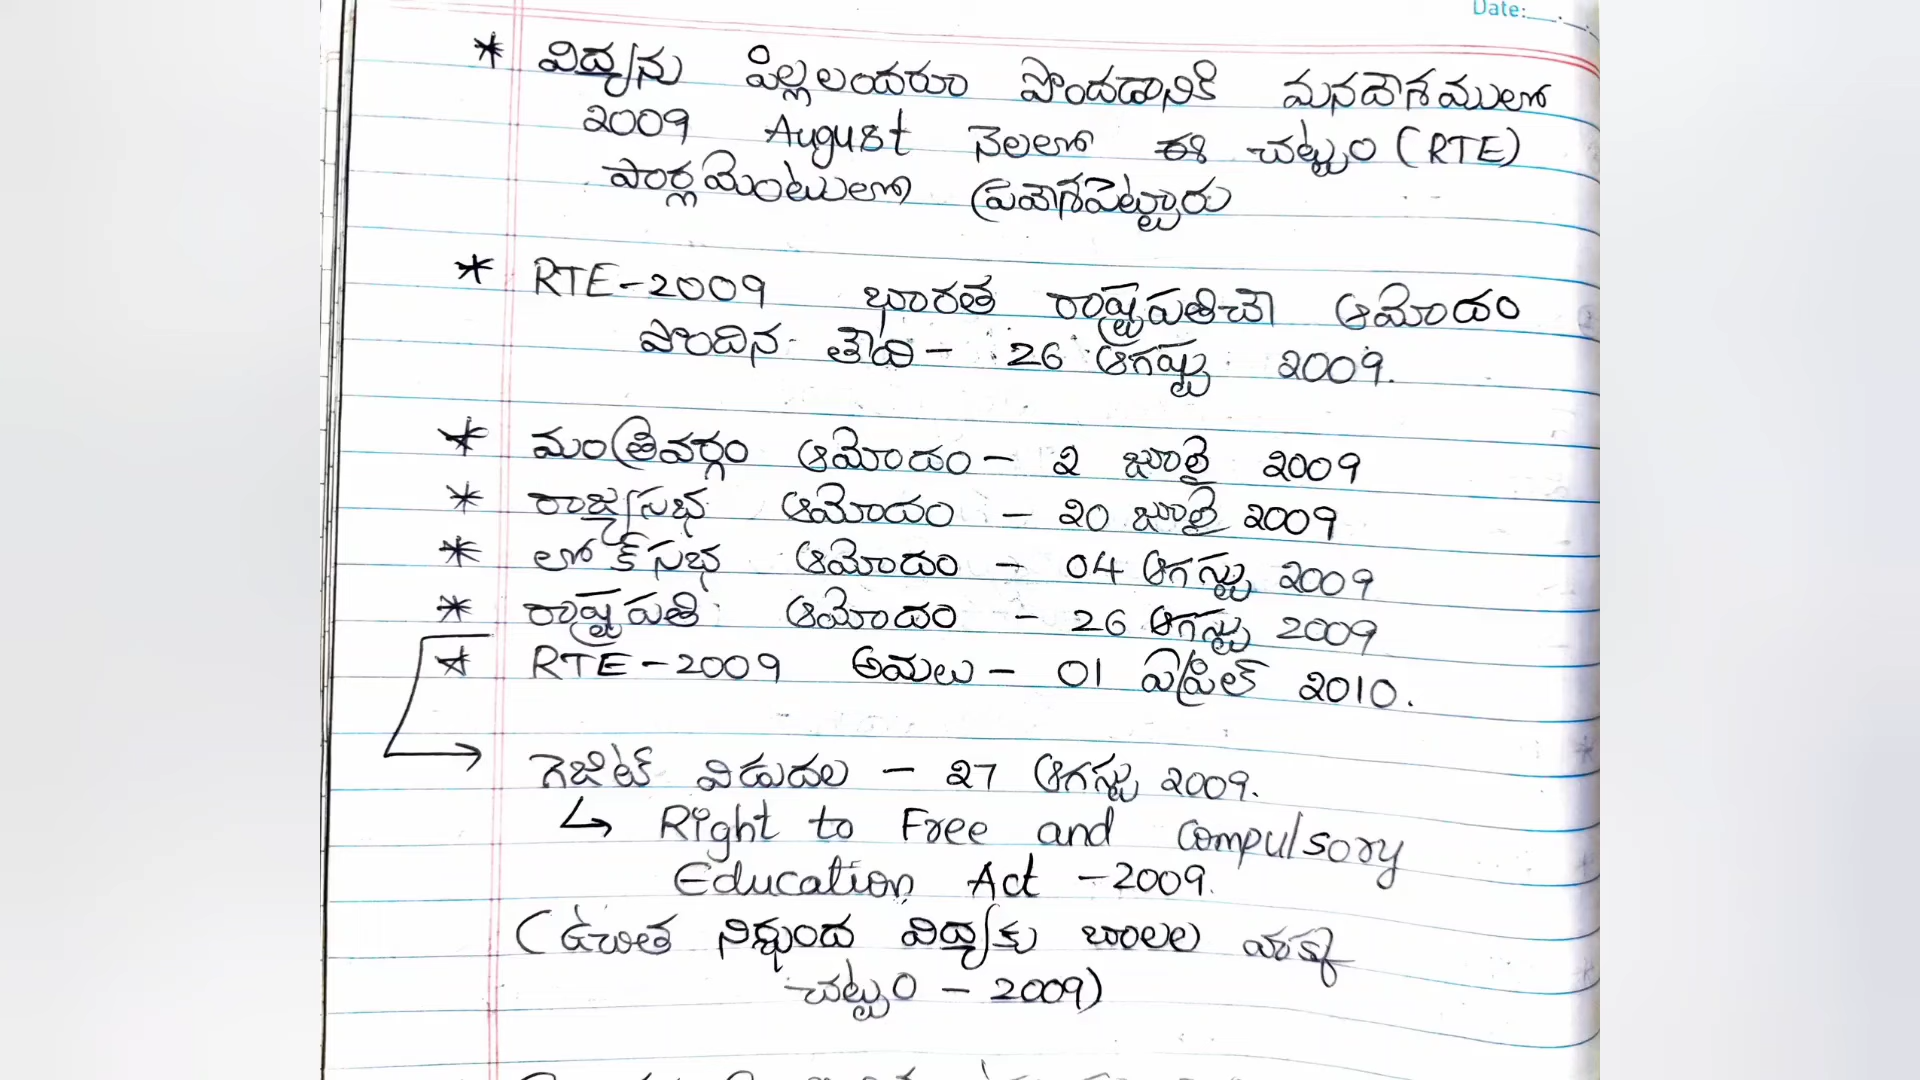 Date:
* విద్యను పిల్లలందరూ పొందడానికి మనదేశములో
2009 August నెలలో ఈ చట్టం (RTE)
పార్లమెంటులో ప్రవేశపెట్టారు
* RTE-2009 భారత రాష్ట్రపతిచే ఆమోదం
పొందిన తేది - 26 ఆగష్టు 2009.
* మంత్రివర్గం ఆమోదం - 2 జూలై 2009
* రాజ్యసభ ఆమోదం - 20 జూలై 2009
* లోక్‌సభ ఆమోదం - 04 ఆగస్టు 2009
* రాష్ట్రపతి ఆమోదం - 26 ఆగస్టు 2009
* RTE-2009 అమలు - 01 ఏప్రిల్ 2010.
→ గెజిట్ విడుదల - 27 ఆగస్టు 2009.
↳ Right to Free and Compulsory
Education Act - 2009.
(ఉచిత నిర్బంధ విద్యకు బాలల హక్కు
చట్టం - 2009)